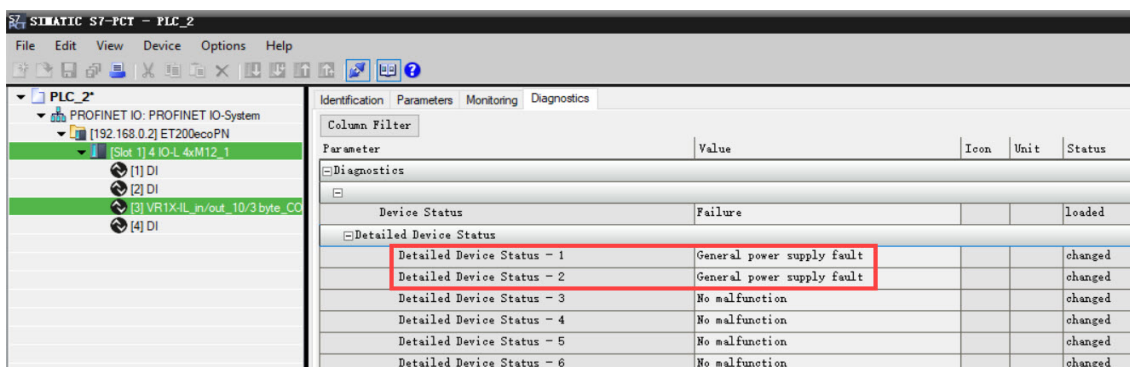 SIMATIC S7-PCT - PLC_2
File Edit View Device Options Help
PLC_2*
PROFINET IO: PROFINET IO-System
[192.168.0.2] ET200ecoPN
[Slot 1] 4 IO-L 4xM12_1
[1] DI
[2] DI
[3] VR1X-IL_in/out_10/3 byte_CO
[4] DI
Identification Parameters Monitoring Diagnostics
Column Filter
Parameter Value Icon Unit Status
Diagnostics
Device Status Failure loaded
Detailed Device Status
Detailed Device Status - 1 General power supply fault changed
Detailed Device Status - 2 General power supply fault changed
Detailed Device Status - 3 No malfunction changed
Detailed Device Status - 4 No malfunction changed
Detailed Device Status - 5 No malfunction changed
Detailed Device Status - 6 No malfunction changed